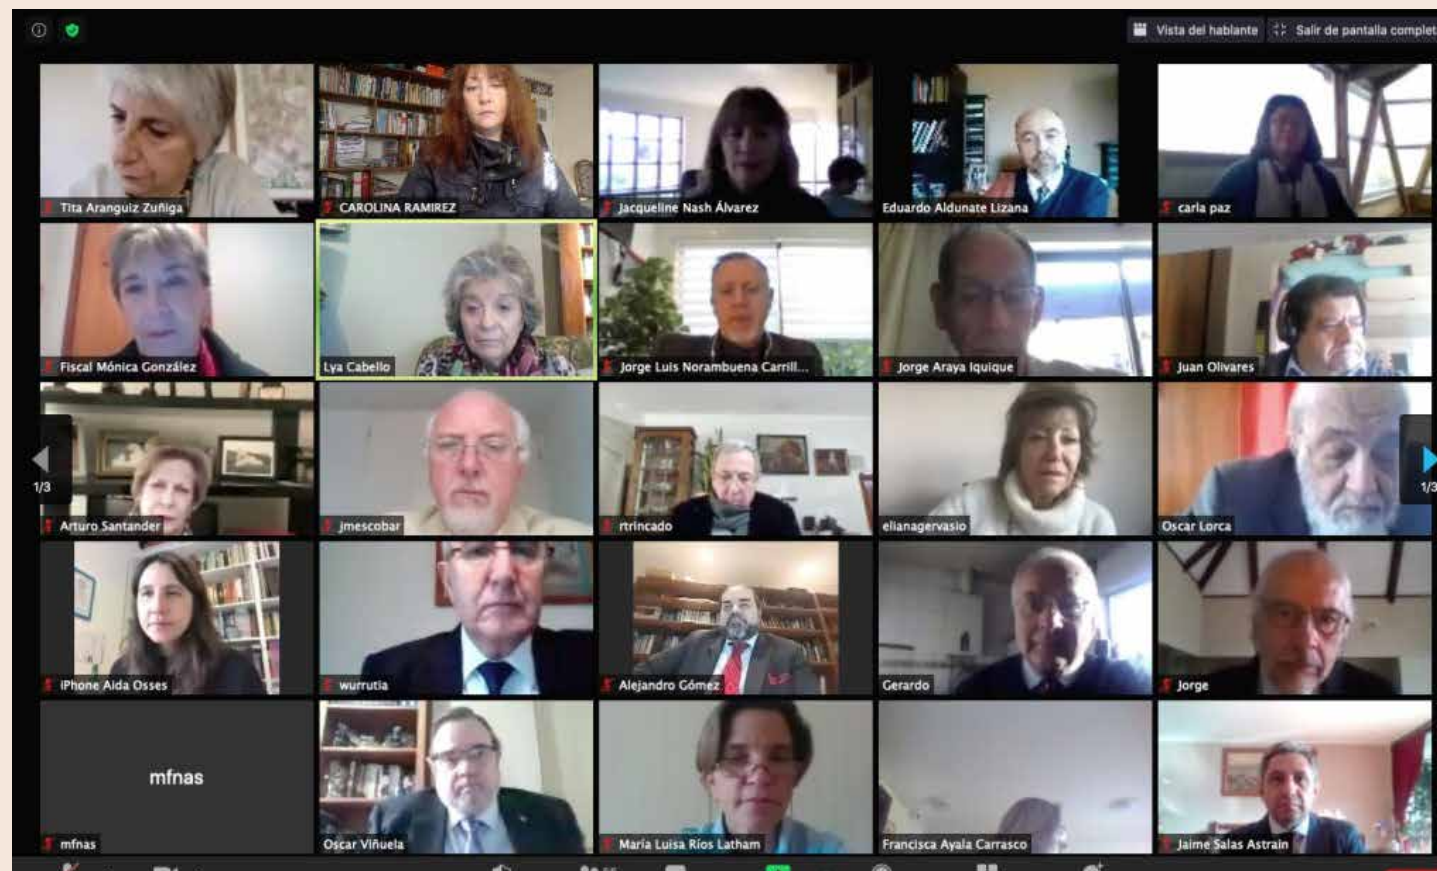 Vista del hablante
Salir de pantalla complet
Tita Aranguiz Zuñiga
CAROLINA RAMIREZ
Jacqueline Nash Álvarez
Eduardo Aldunate Lizana
carla paz
Fiscal Mónica González
Lya Cabello
Jorge Luis Norambuena Carrill...
Jorge Araya Iquique
Juan Olivares
1/3
1/3
Arturo Santander
jmescobar
rtrincado
elianagervasio
Oscar Lorca
iPhone Aida Osses
wurrutia
Alejandro Gómez
Gerardo
Jorge
mfnas
mfnas
Oscar Viñuela
María Luisa Ríos Latham
Francisca Ayala Carrasco
Jaime Salas Astrain